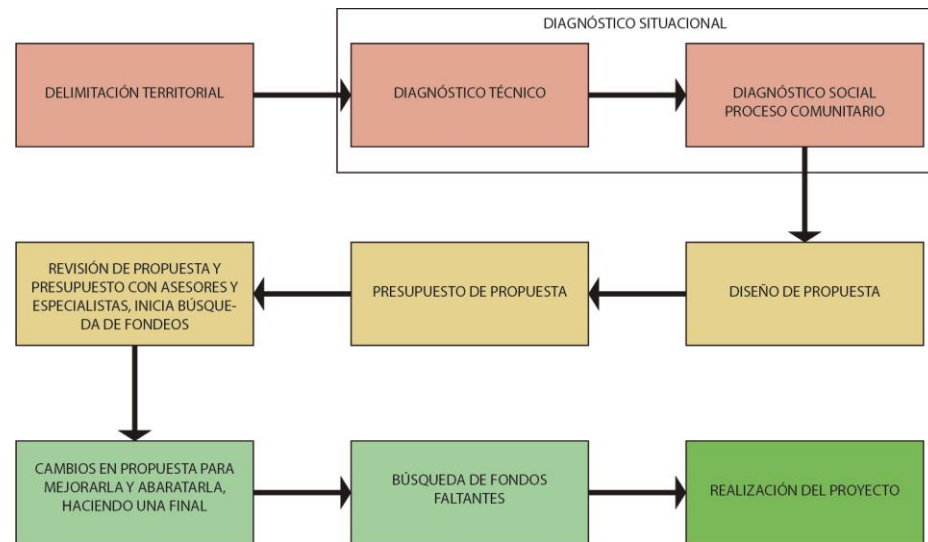 DIAGNÓSTICO SITUACIONAL
DELIMITACIÓN TERRITORIAL
DIAGNÓSTICO TÉCNICO
DIAGNÓSTICO SOCIAL
PROCESO COMUNITARIO
DISEÑO DE PROPUESTA
PRESUPUESTO DE PROPUESTA
REVISIÓN DE PROPUESTA Y
PRESUPUESTO CON ASESORES Y
ESPECIALISTAS, INICIA BÚSQUE-
DA DE FONDEOS
CAMBIOS EN PROPUESTA PARA
MEJORARLA Y ABARATARLA,
HACIENDO UNA FINAL
BÚSQUEDA DE FONDOS
FALTANTES
REALIZACIÓN DEL PROYECTO